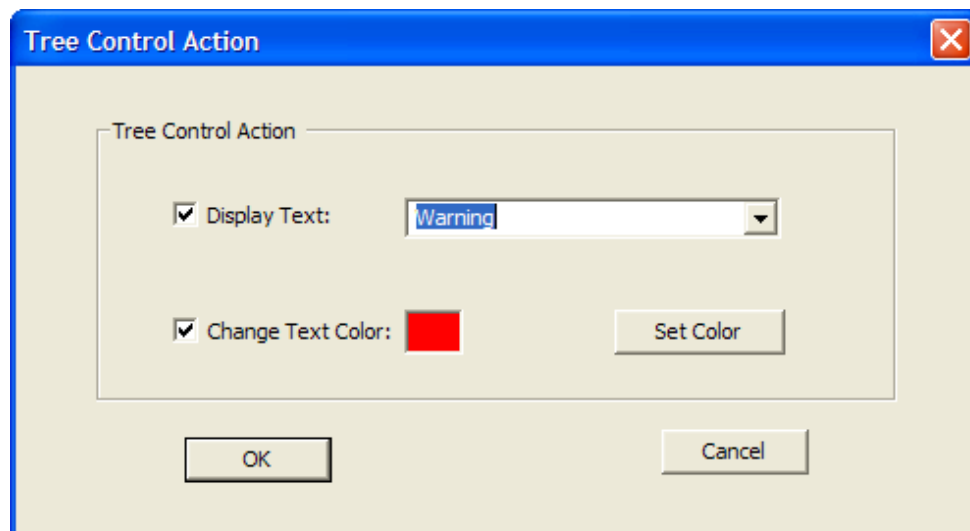 Tree Control Action
Tree Control Action
Display Text:
Warning
Change Text Color:
Set Color
OK
Cancel